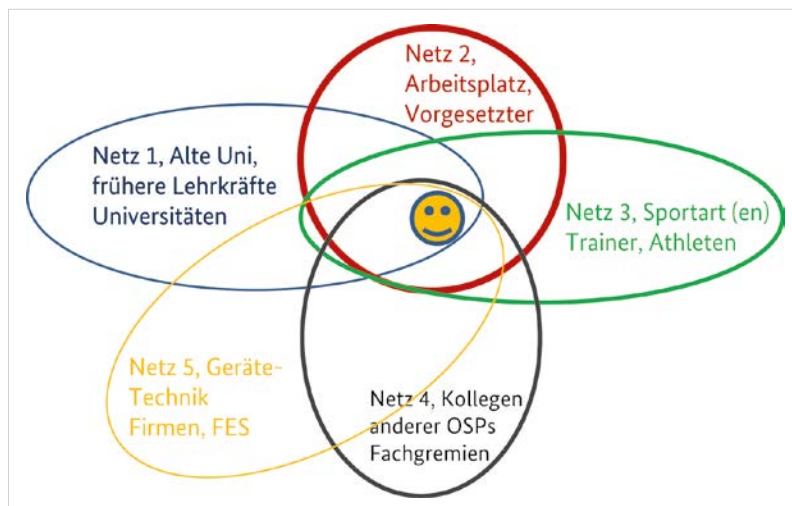 Netz 2,
Arbeitsplatz,
Vorgesetzter
Netz 1, Alte Uni,
frühere Lehrkräfte
Universitäten
Netz 3, Sportart (en)
Trainer, Athleten
Netz 5, Geräte-
Technik
Firmen, FES
Netz 4, Kollegen
anderer OSPs
Fachgremien